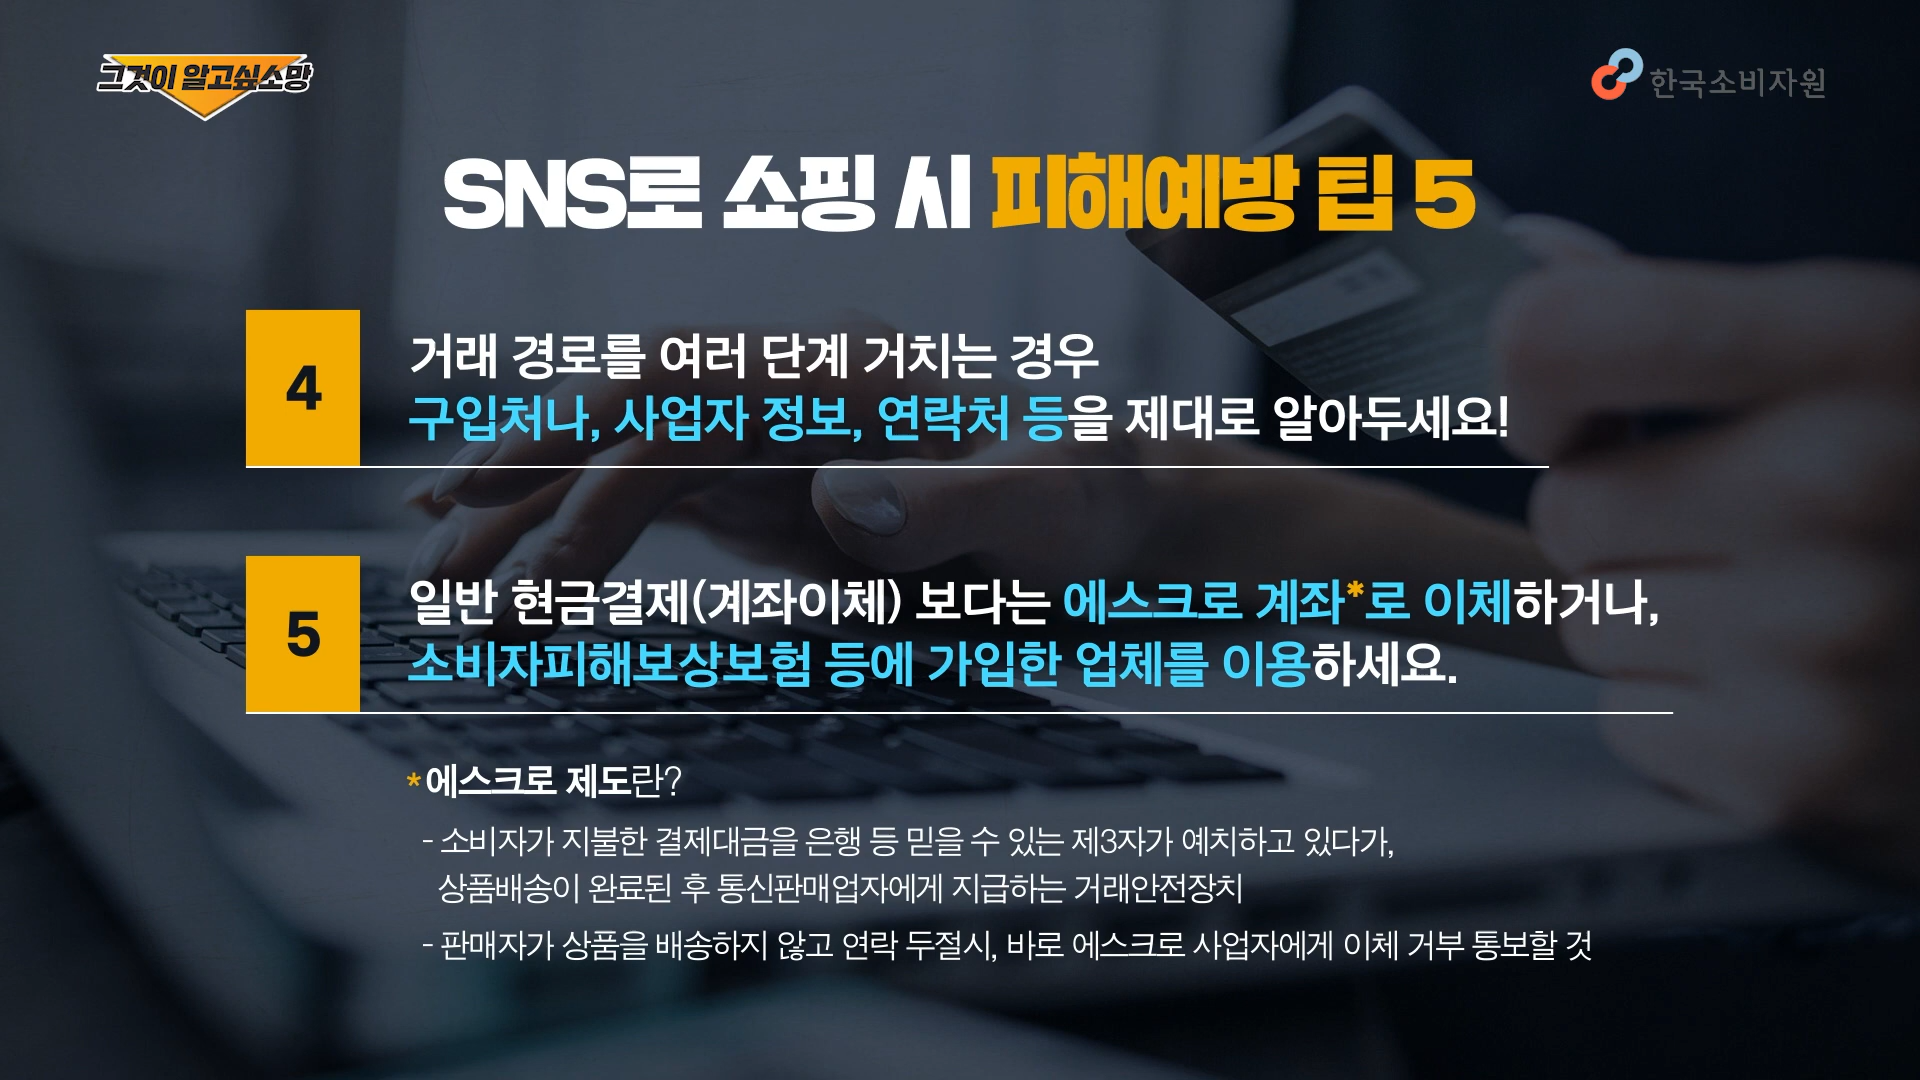 그것이 알고싶소망
한국소비자원
SNS로 쇼핑 시 피해예방 팁 5
4
거래 경로를 여러 단계 거치는 경우
구입처나, 사업자 정보, 연락처 등을 제대로 알아두세요!
5
일반 현금결제(계좌이체) 보다는 에스크로 계좌*로 이체하거나,
소비자피해보상보험 등에 가입한 업체를 이용하세요.
*에스크로 제도란?
- 소비자가 지불한 결제대금을 은행 등 믿을 수 있는 제3자가 예치하고 있다가,
상품배송이 완료된 후 통신판매업자에게 지급하는 거래안전장치
- 판매자가 상품을 배송하지 않고 연락 두절시, 바로 에스크로 사업자에게 이체 거부 통보할 것